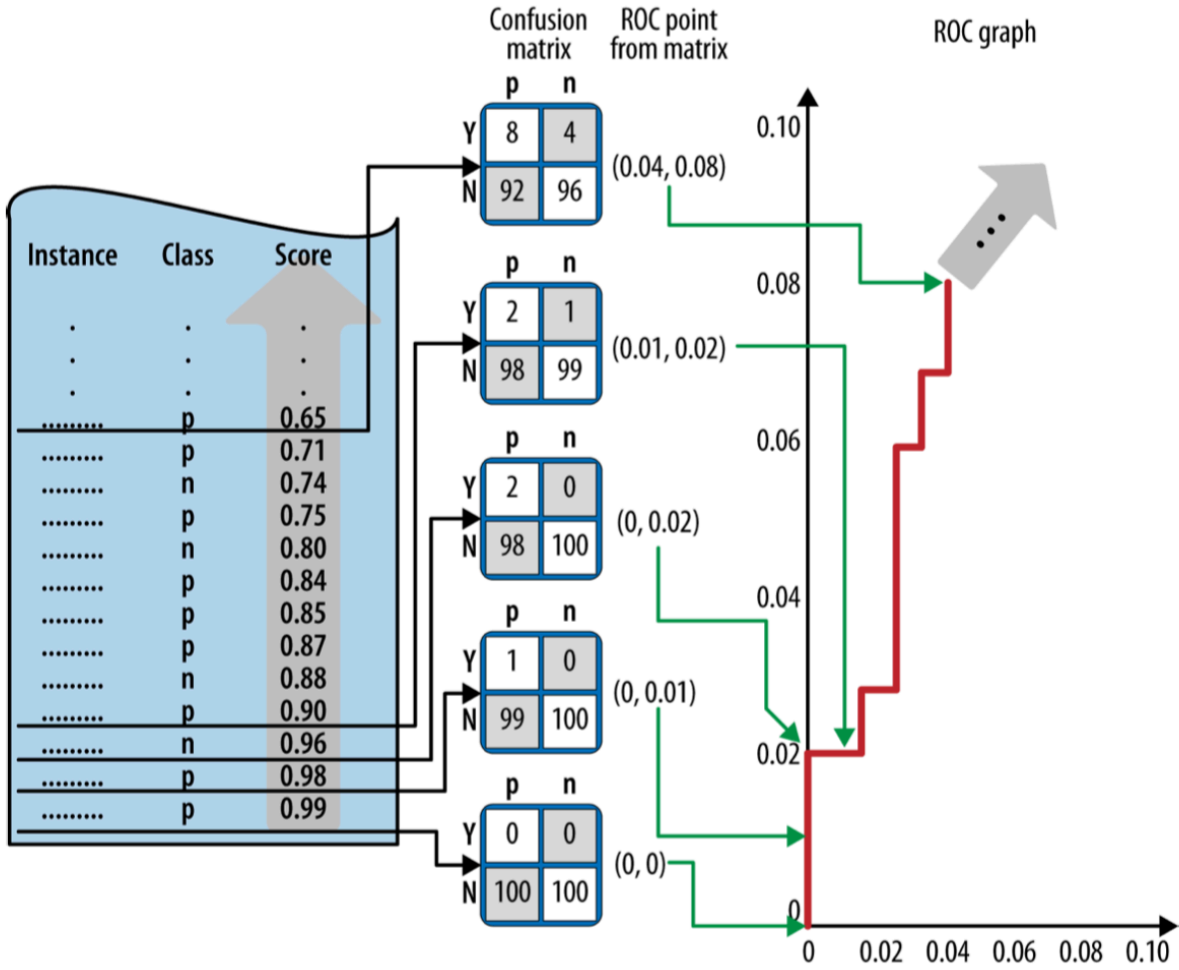 Confusion matrix
ROC point from matrix
ROC graph
Instance Class Score
. . .
. . .
. . .
......... p 0.65
......... p 0.71
......... n 0.74
......... p 0.75
......... n 0.80
......... p 0.84
......... p 0.85
......... p 0.87
......... n 0.88
......... p 0.90
......... n 0.96
......... p 0.98
......... p 0.99
p n
Y 8 4
N 92 96
(0.04, 0.08)
p n
Y 2 1
N 98 99
(0.01, 0.02)
p n
Y 2 0
N 98 100
(0, 0.02)
p n
Y 1 0
N 99 100
(0, 0.01)
p n
Y 0 0
N 100 100
(0, 0)
0.10
0.08
0.06
0.04
0.02
0
...
0 0.02 0.04 0.06 0.08 0.10